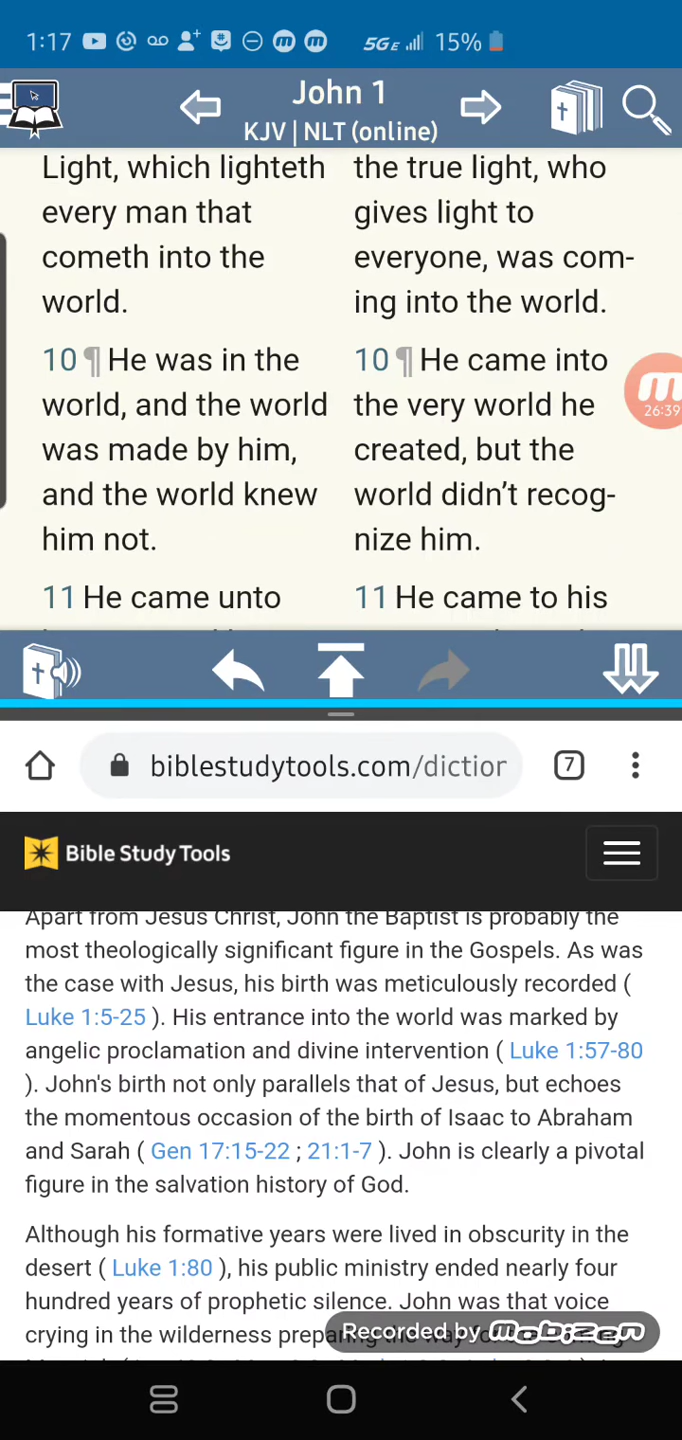 1:17 5GE 15%
John 1
KJV | NLT (online)
Light, which lighteth
every man that
cometh into the
world.
10 ¶ He was in the
world, and the world
was made by him,
and the world knew
him not.
11 He came unto
the true light, who
gives light to
everyone, was com-
ing into the world.
10 ¶ He came into
the very world he
created, but the
world didn’t recog-
nize him.
11 He came to his
26:39
biblestudytools.com/diction
7
Bible Study Tools
Apart from Jesus Christ, John the Baptist is probably the
most theologically significant figure in the Gospels. As was
the case with Jesus, his birth was meticulously recorded (
Luke 1:5-25 ). His entrance into the world was marked by
angelic proclamation and divine intervention ( Luke 1:57-80
). John's birth not only parallels that of Jesus, but echoes
the momentous occasion of the birth of Isaac to Abraham
and Sarah ( Gen 17:15-22 ; 21:1-7 ). John is clearly a pivotal
figure in the salvation history of God.
Although his formative years were lived in obscurity in the
desert ( Luke 1:80 ), his public ministry ended nearly four
hundred years of prophetic silence. John was that voice
crying in the wilderness preparing the way for the coming
Recorded by mobizen